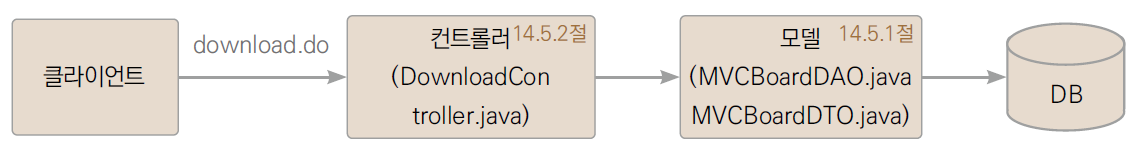 클라이언트
download.do
컨트롤러 14.5.2절
(DownloadCon
troller.java)
모델 14.5.1절
(MVCBoardDAO.java
MVCBoardDTO.java)
DB